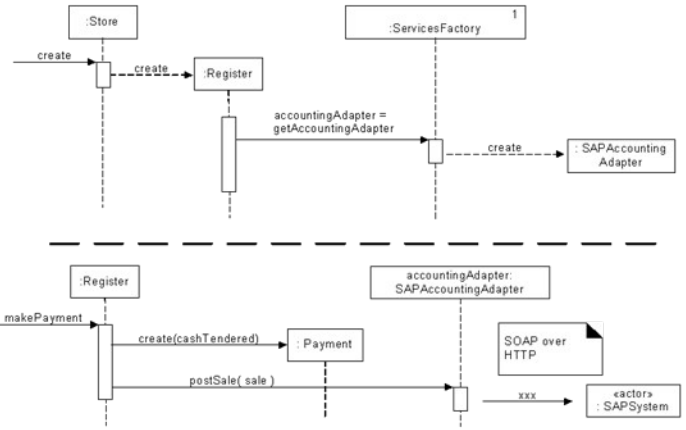 :Store
1
:ServicesFactory
create
create
:Register
accountingAdapter =
getAccountingAdapter
create
: SAPAccounting
Adapter
:Register
accountingAdapter:
SAPAccountingAdapter
makePayment
create(cashTendered)
: Payment
SOAP over
HTTP
postSale( sale )
xxx
«actor»
: SAPSystem